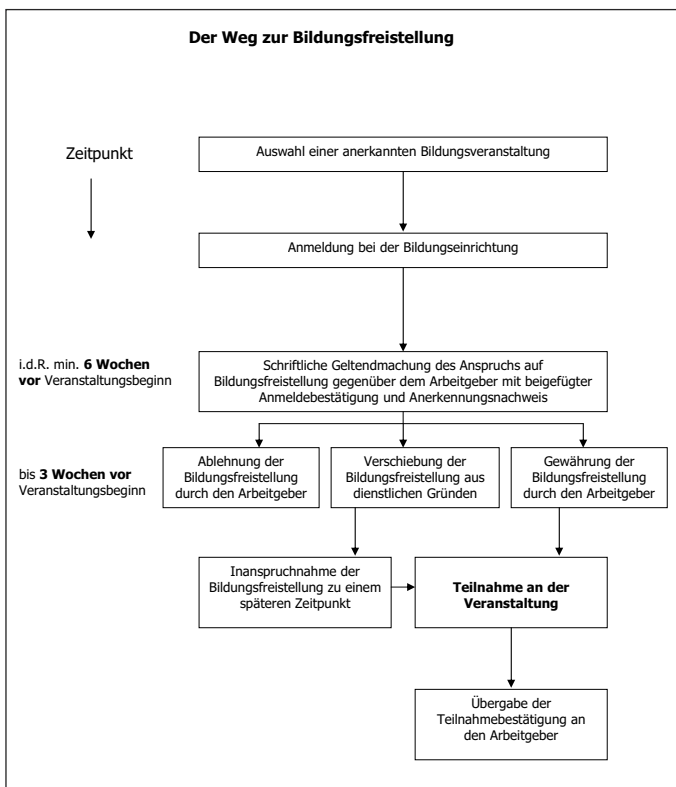 Der Weg zur Bildungsfreistellung
Zeitpunkt
Auswahl einer anerkannten Bildungsveranstaltung
Anmeldung bei der Bildungseinrichtung
i.d.R. min. 6 Wochen
vor Veranstaltungsbeginn
Schriftliche Geltendmachung des Anspruchs auf
Bildungsfreistellung gegenüber dem Arbeitgeber mit beigefügter
Anmeldebestätigung und Anerkennungsnachweis
bis 3 Wochen vor
Veranstaltungsbeginn
Ablehnung der
Bildungsfreistellung
durch den Arbeitgeber
Verschiebung der
Bildungsfreistellung aus
dienstlichen Gründen
Gewährung der
Bildungsfreistellung
durch den Arbeitgeber
Inanspruchnahme der
Bildungsfreistellung zu einem
späteren Zeitpunkt
Teilnahme an der
Veranstaltung
Übergabe der
Teilnahmebestätigung an
den Arbeitgeber